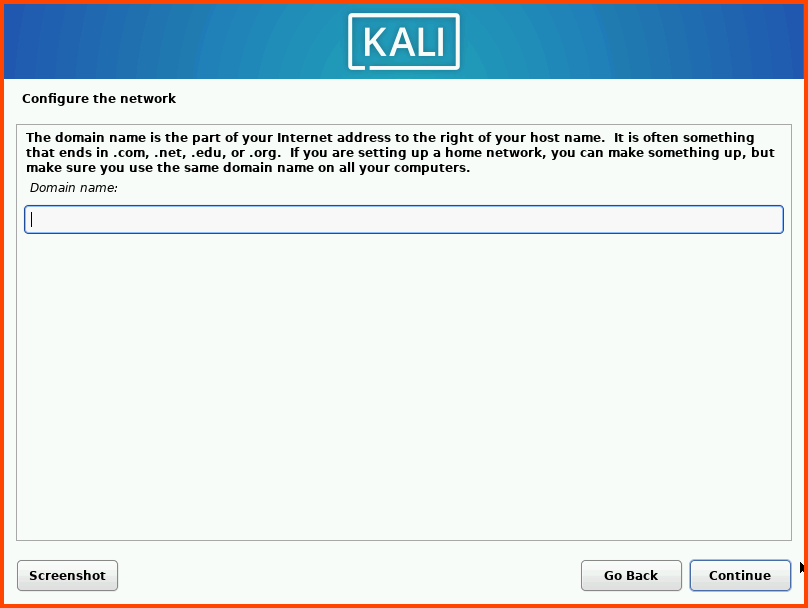 KALI
Configure the network
The domain name is the part of your Internet address to the right of your host name.  It is often something
that ends in .com, .net, .edu, or .org.  If you are setting up a home network, you can make something up, but
make sure you use the same domain name on all your computers.
Domain name:
Screenshot
Go Back
Continue